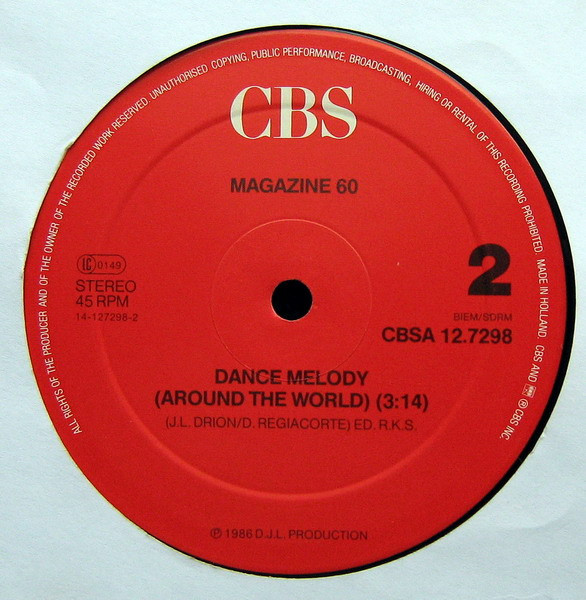 ALL RIGHTS OF THE PRODUCER AND OF THE OWNER OF THE RECORDED WORK RESERVED. UNAUTHORISED COPYING, PUBLIC PERFORMANCE, BROADCASTING, HIRING OR RENTAL OF THIS RECORDING PROHIBITED. MADE IN HOLLAND. CBS AND ℗ CBS INC.
CBS
MAGAZINE 60
LC 0149
STEREO
45 RPM
14-127298-2
2
BIEM/SDRM
CBSA 12.7298
DANCE MELODY
(AROUND THE WORLD) (3:14)
(J.L. DRION/D. REGIACORTE) ED. R.K.S.
℗ 1986 D.J.L. PRODUCTION